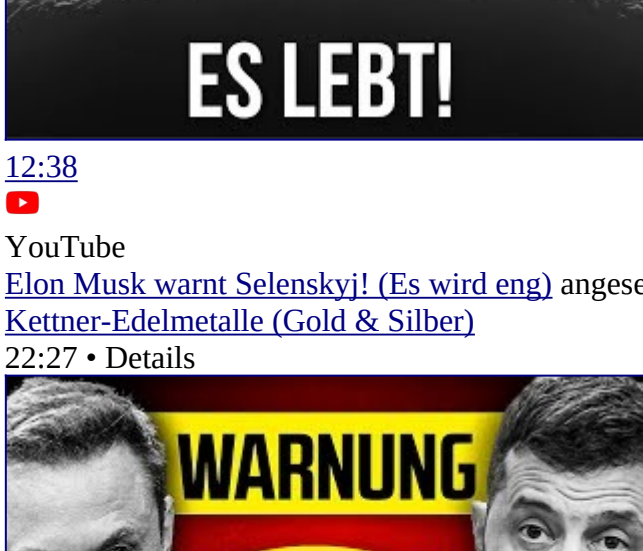 ES LEBT!
12:38
YouTube
Elon Musk warnt Selenskyj! (Es wird eng) angese
Kettner-Edelmetalle (Gold & Silber)
22:27 • Details
WARNUNG